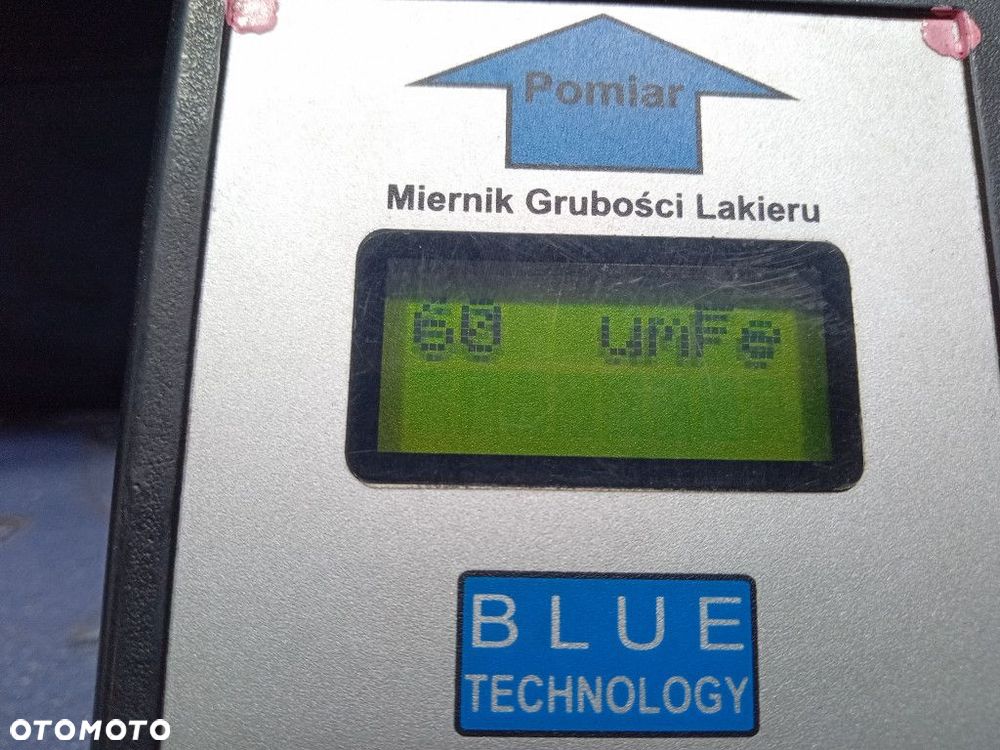 Pomiar
Miernik Grubości Lakieru
60 umFe
BLUE
TECHNOLOGY
OTOMOTO